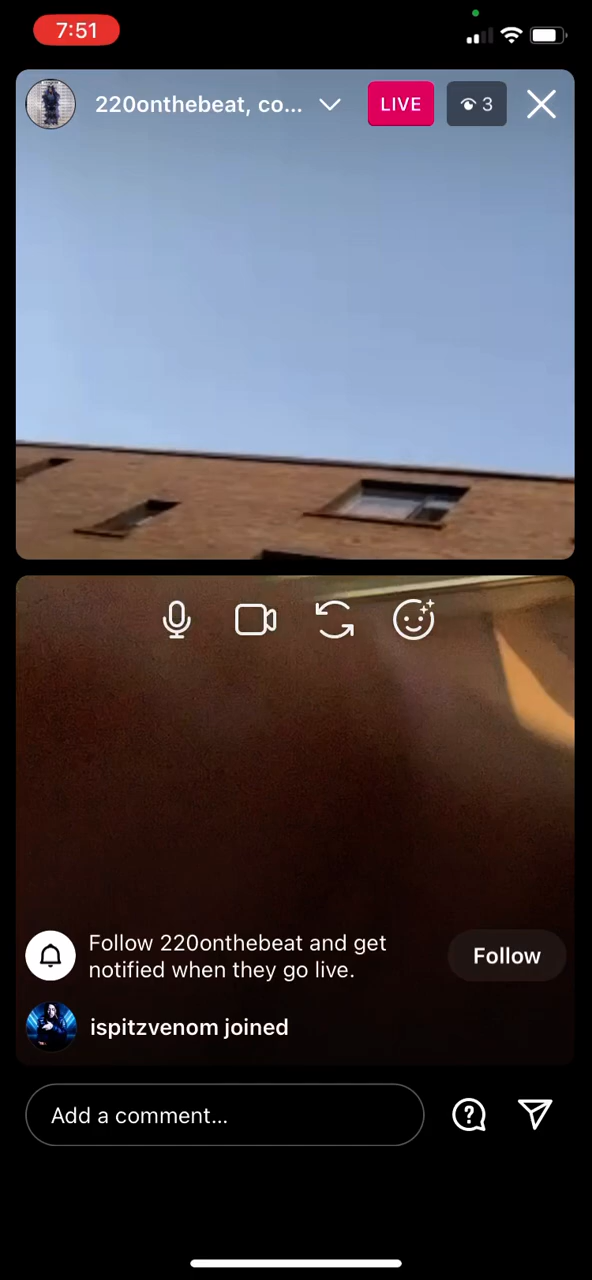 7:51
220onthebeat, co...
LIVE
3
Follow 220onthebeat and get
notified when they go live.
Follow
ispitzvenom joined
Add a comment...